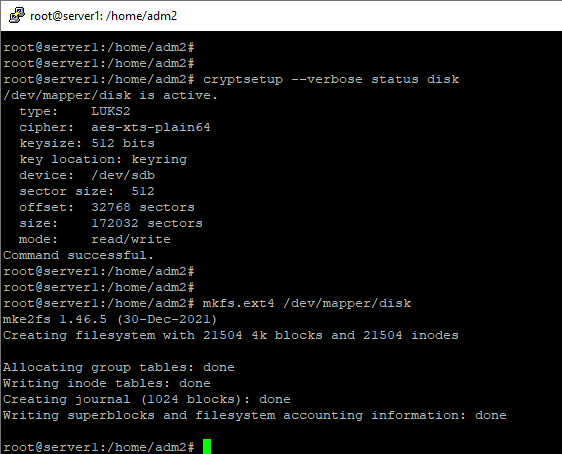 root@server1: /home/adm2
root@server1:/home/adm2#
root@server1:/home/adm2#
root@server1:/home/adm2# cryptsetup --verbose status disk
/dev/mapper/disk is active.
  type:    LUKS2
  cipher:  aes-xts-plain64
  keysize: 512 bits
  key location: keyring
  device:  /dev/sdb
  sector size:  512
  offset:  32768 sectors
  size:    172032 sectors
  mode:    read/write
Command successful.
root@server1:/home/adm2#
root@server1:/home/adm2#
root@server1:/home/adm2# mkfs.ext4 /dev/mapper/disk
mke2fs 1.46.5 (30-Dec-2021)
Creating filesystem with 21504 4k blocks and 21504 inodes

Allocating group tables: done
Writing inode tables: done
Creating journal (1024 blocks): done
Writing superblocks and filesystem accounting information: done

root@server1:/home/adm2#